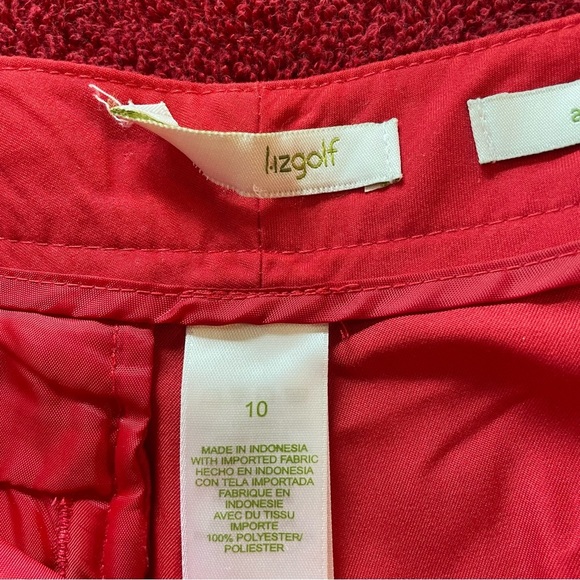 lizgolf
a
10
MADE IN INDONESIA
WITH IMPORTED FABRIC
HECHO EN INDONESIA
CON TELA IMPORTADA
FABRIQUE EN
INDONESIE
AVEC DU TISSU
IMPORTE
100% POLYESTER/
POLIESTER